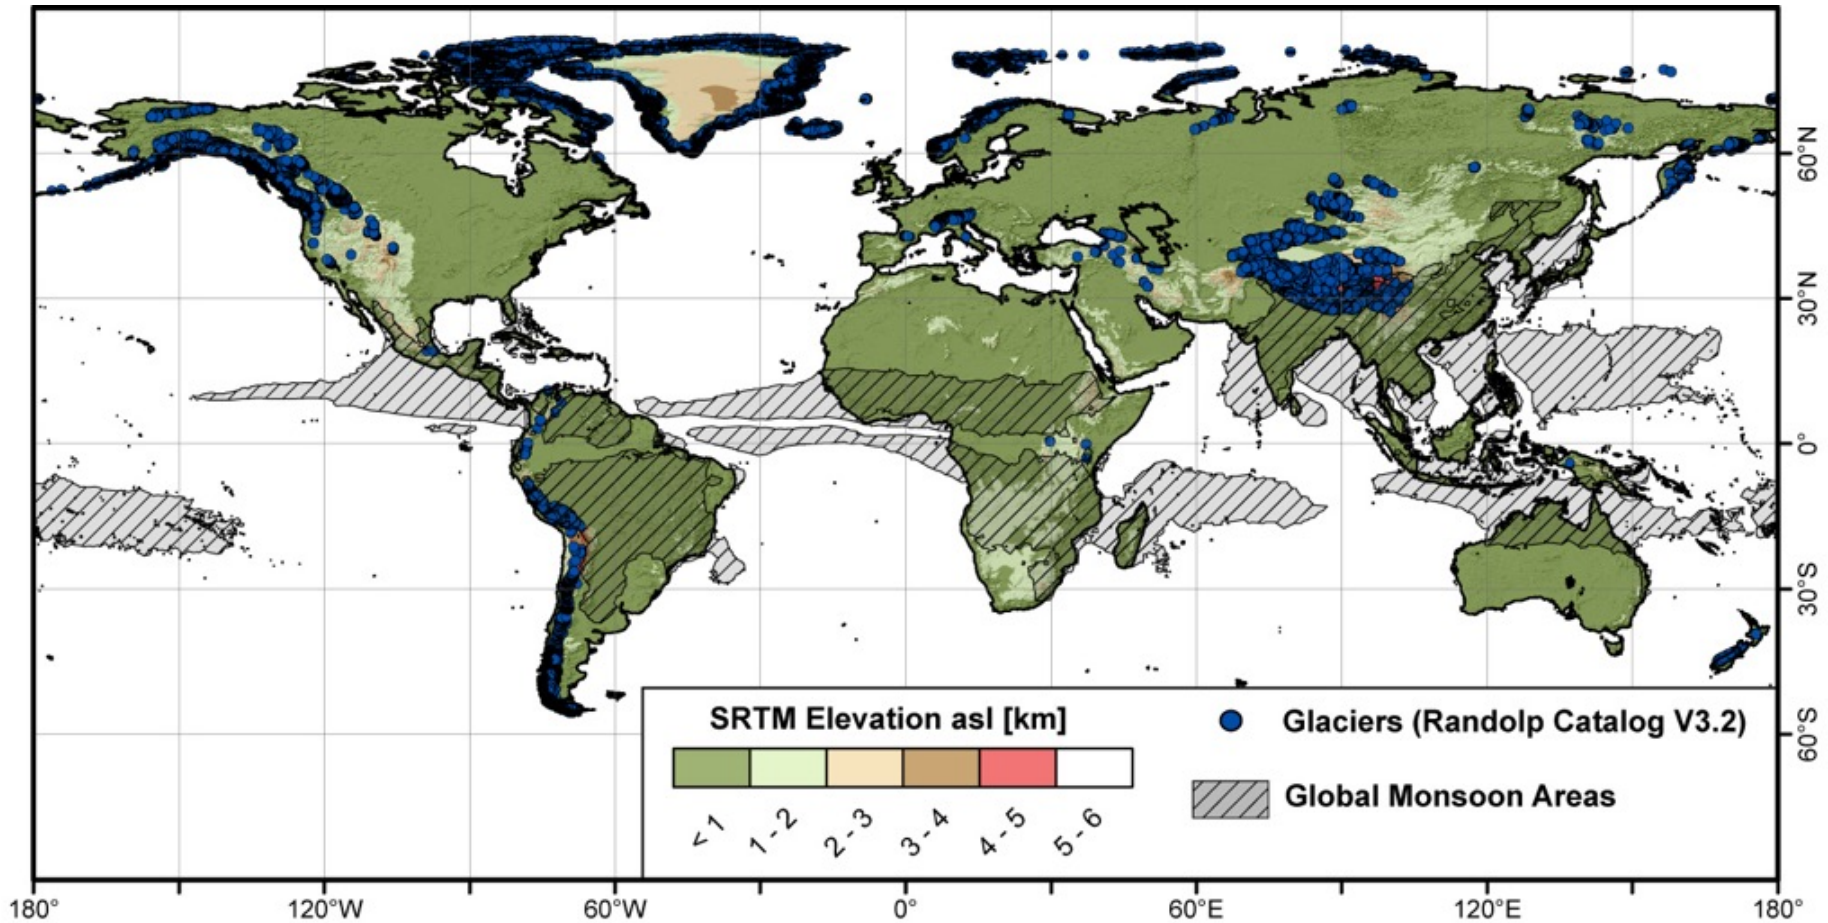 60°N
30°N
0°
30°S
60°S
SRTM Elevation asl [km]
< 1
1 - 2
2 - 3
3 - 4
4 - 5
5 - 6
Glaciers (Randolp Catalog V3.2)
Global Monsoon Areas
180°
120°W
60°W
0°
60°E
120°E
180°